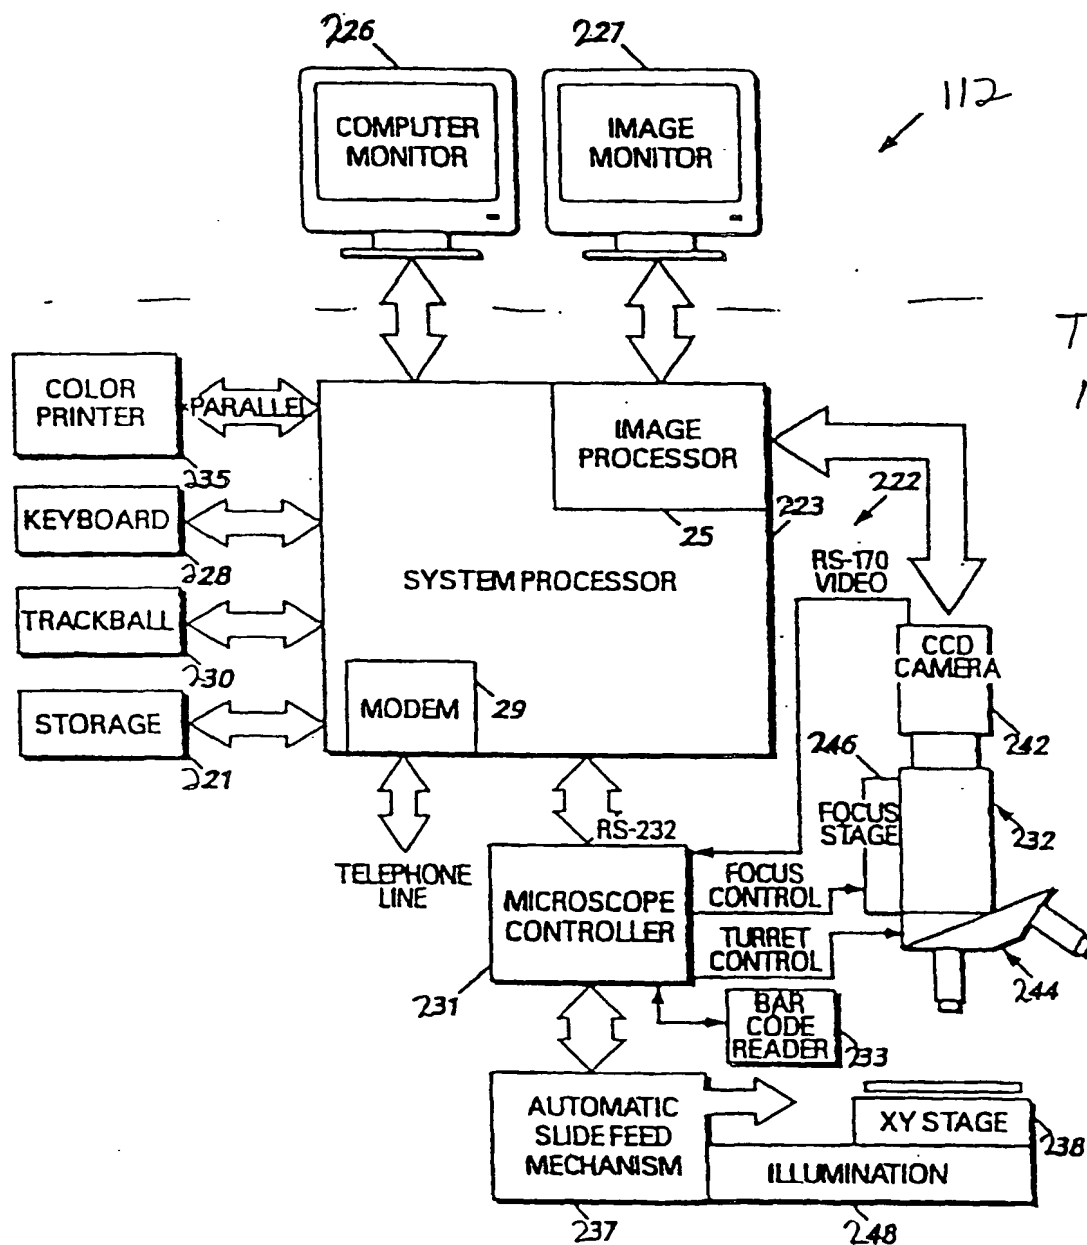 226
227
112
COMPUTER
MONITOR
IMAGE
MONITOR
T
COLOR
PRINTER
PARALLEL
235
IMAGE
PROCESSOR
222
223
25
KEYBOARD
228
RS-170
VIDEO
SYSTEM PROCESSOR
TRACKBALL
230
CCD
CAMERA
MODEM
29
STORAGE
221
242
246
FOCUS
STAGE
232
RS-232
TELEPHONE
LINE
MICROSCOPE
CONTROLLER
FOCUS
CONTROL
TURRET
CONTROL
231
244
BAR
CODE
READER
233
AUTOMATIC
SLIDE FEED
MECHANISM
XY STAGE
238
ILLUMINATION
237
248